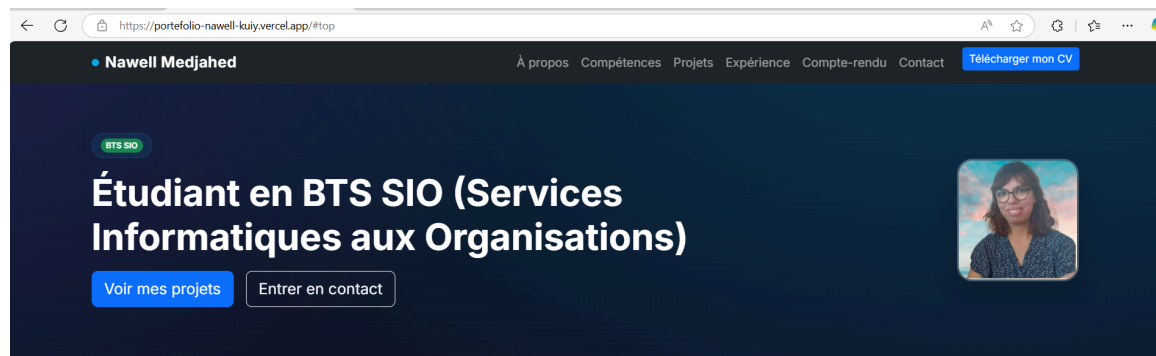 https://portefolio-nawell-kuiy.vercel.app/#top
Nawell Medjahed
À propos Compétences Projets Expérience Compte-rendu Contact Télécharger mon CV
BTS SIO
Étudiant en BTS SIO (Services
Informatiques aux Organisations)
Voir mes projets Entrer en contact